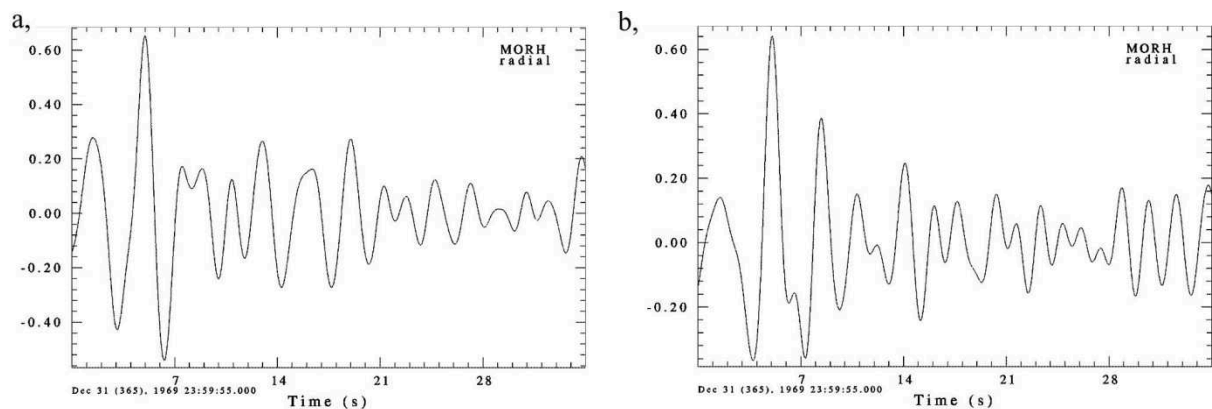 a,
0.60
0.40
0.20
0.00
-0.20
-0.40
MORH
radial
7
14
21
28
Dec 31 (365), 1969 23:59:55.000
Time (s)
b,
0.60
0.40
0.20
0.00
-0.20
MORH
radial
7
14
21
28
Dec 31 (365), 1969 23:59:55.000
Time (s)